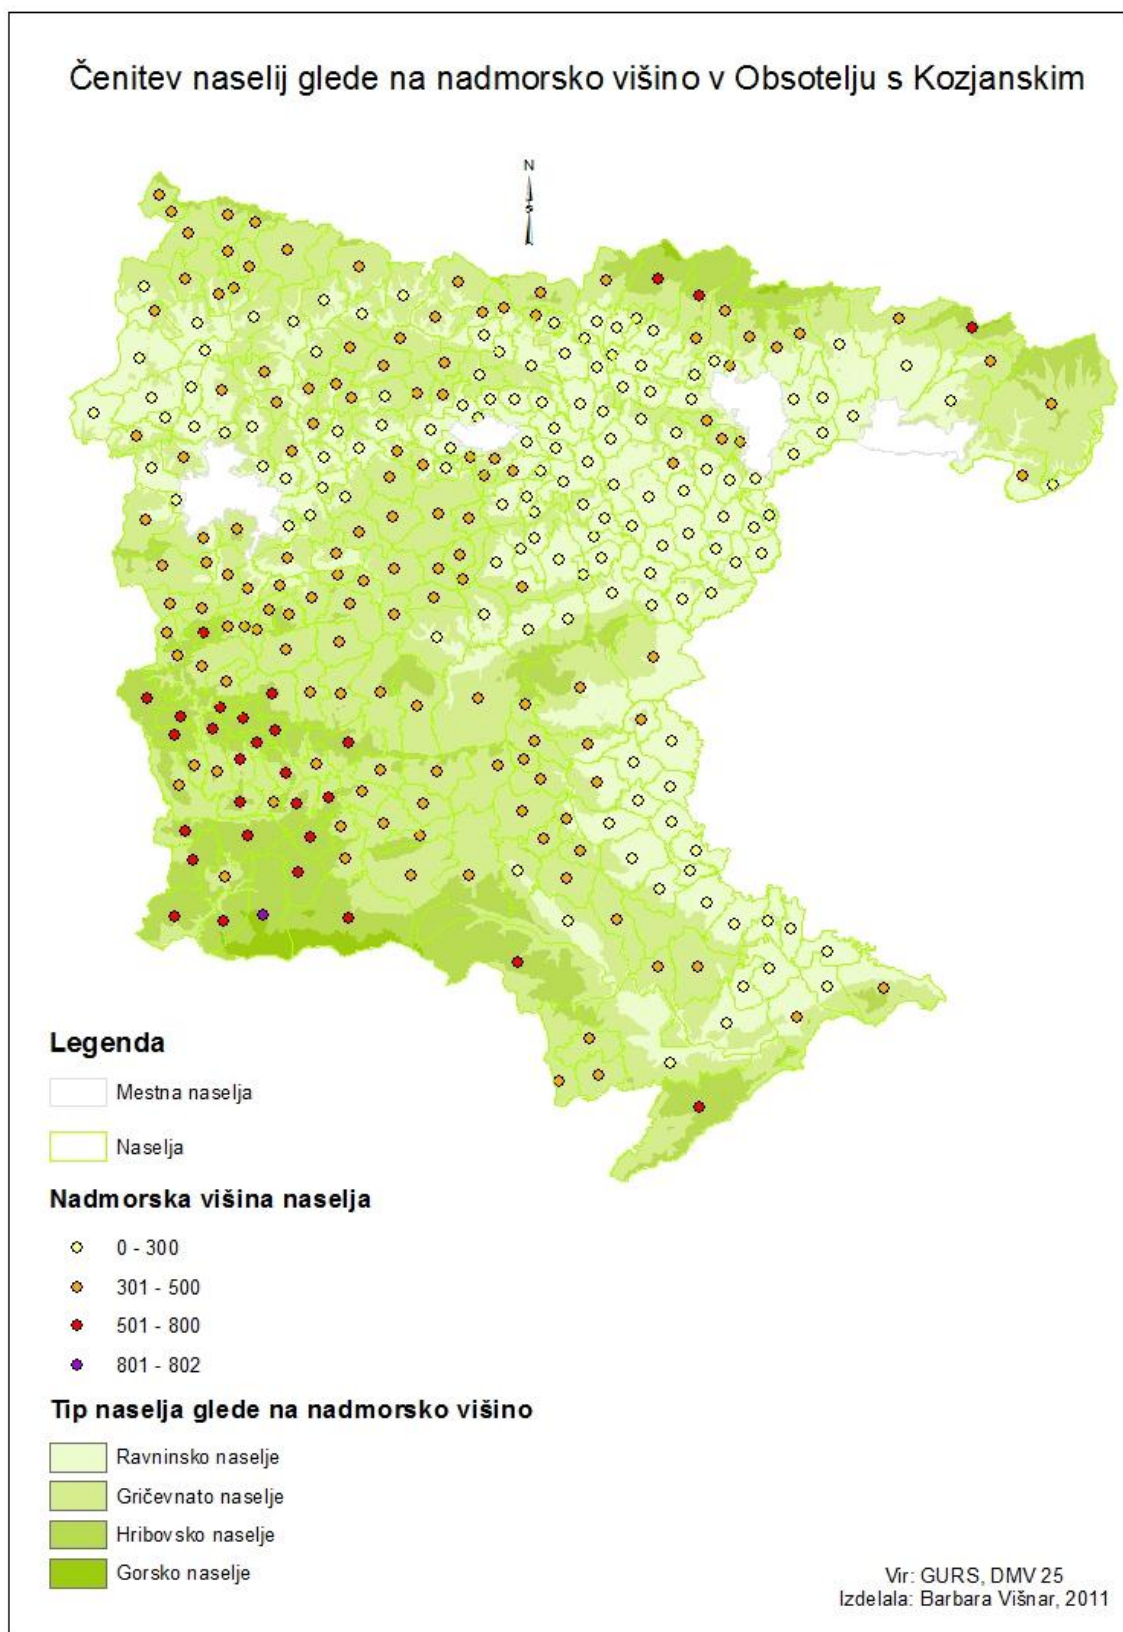 Čenitev naselij glede na nadmorsko višino v Obsotelju s Kozjanskim
N
S
Legenda
Mestna naselja
Naselja
Nadmorska višina naselja
0 - 300
301 - 500
501 - 800
801 - 802
Tip naselja glede na nadmorsko višino
Ravninsko naselje
Gričevnato naselje
Hribovsko naselje
Gorsko naselje
Vir: GURS, DMV 25
Izdelala: Barbara Višnar, 2011